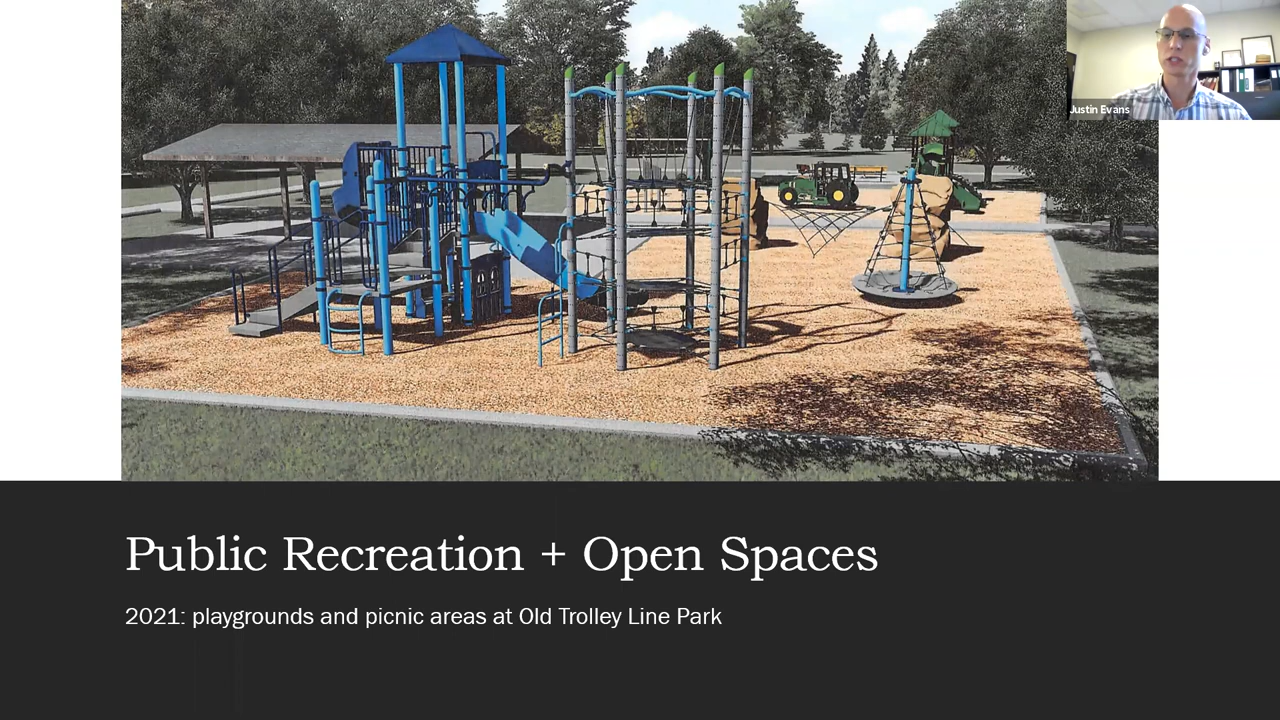 Justin Evans
Public Recreation + Open Spaces
2021: playgrounds and picnic areas at Old Trolley Line Park